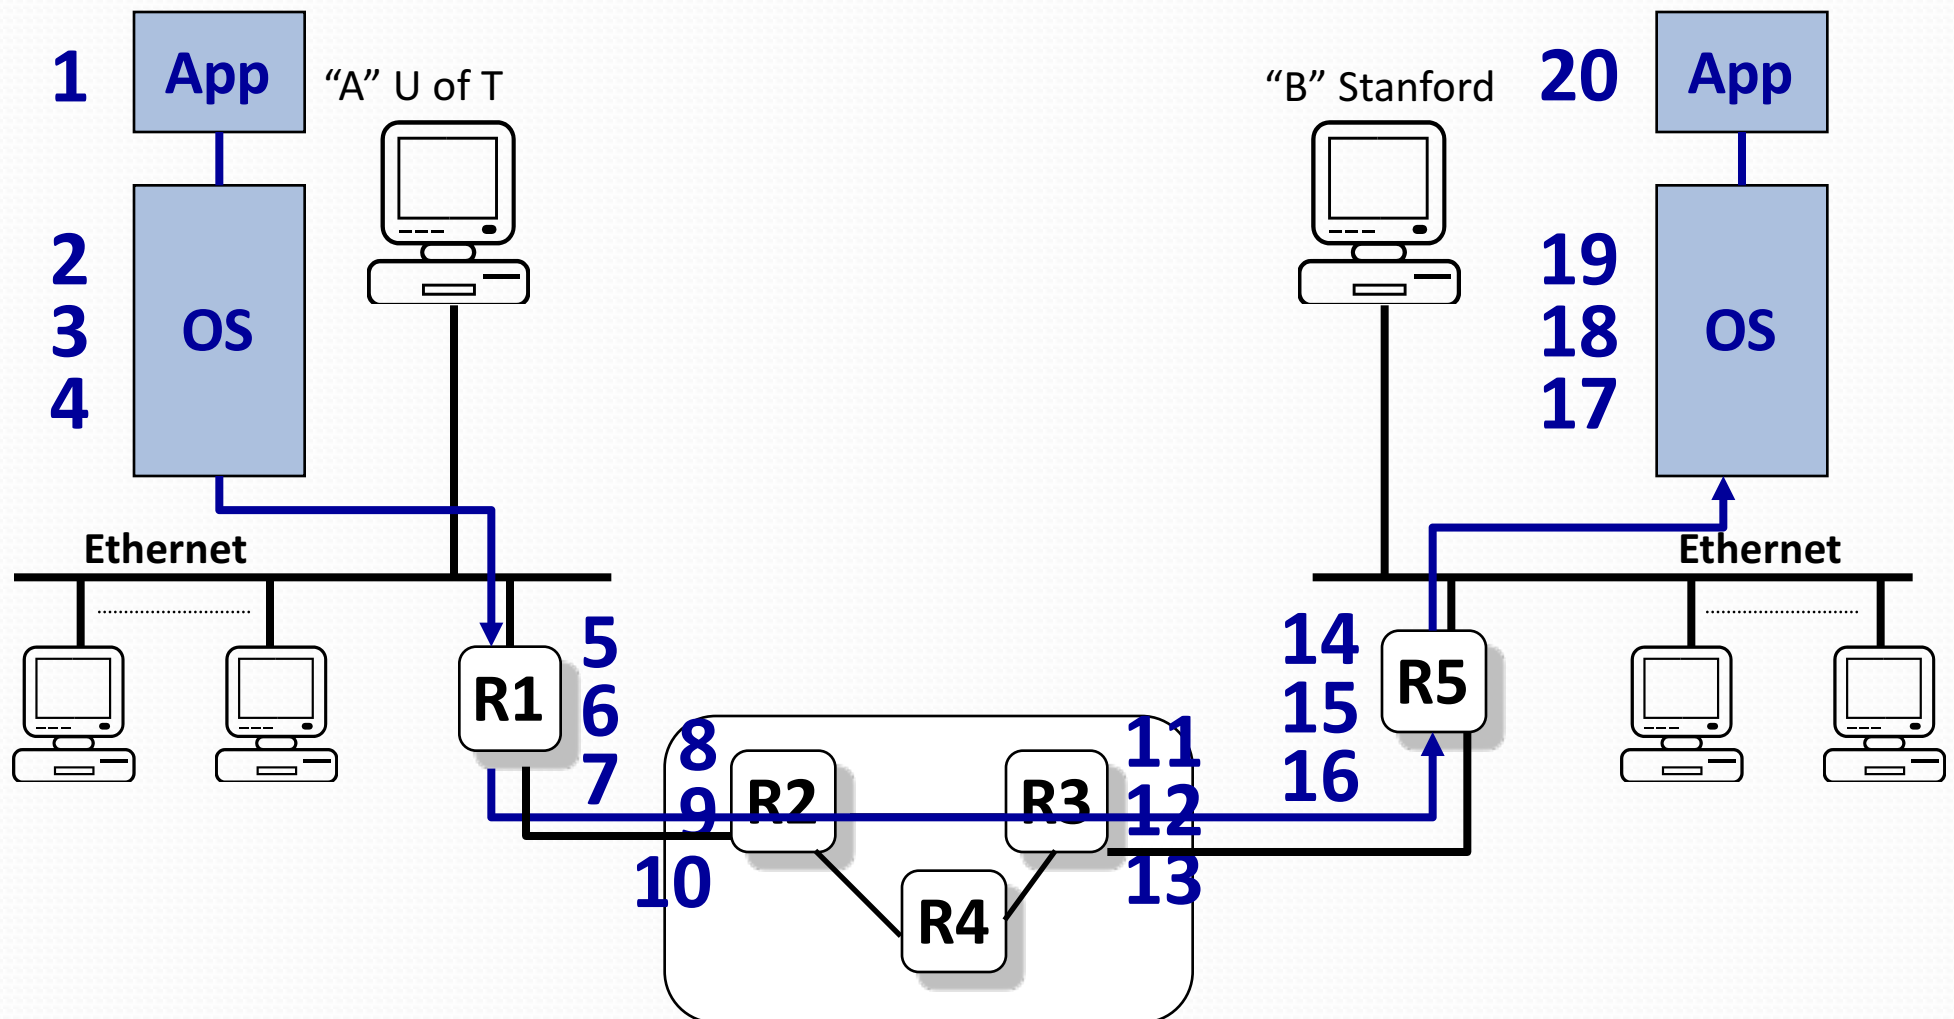 1 App “A” U of T “B” Stanford 20 App
2 19
3 OS 18 OS
4 17
Ethernet Ethernet
5 14
R1 6 15 R5
7 16
8 R2 R3 11
9 12
10 13
R4